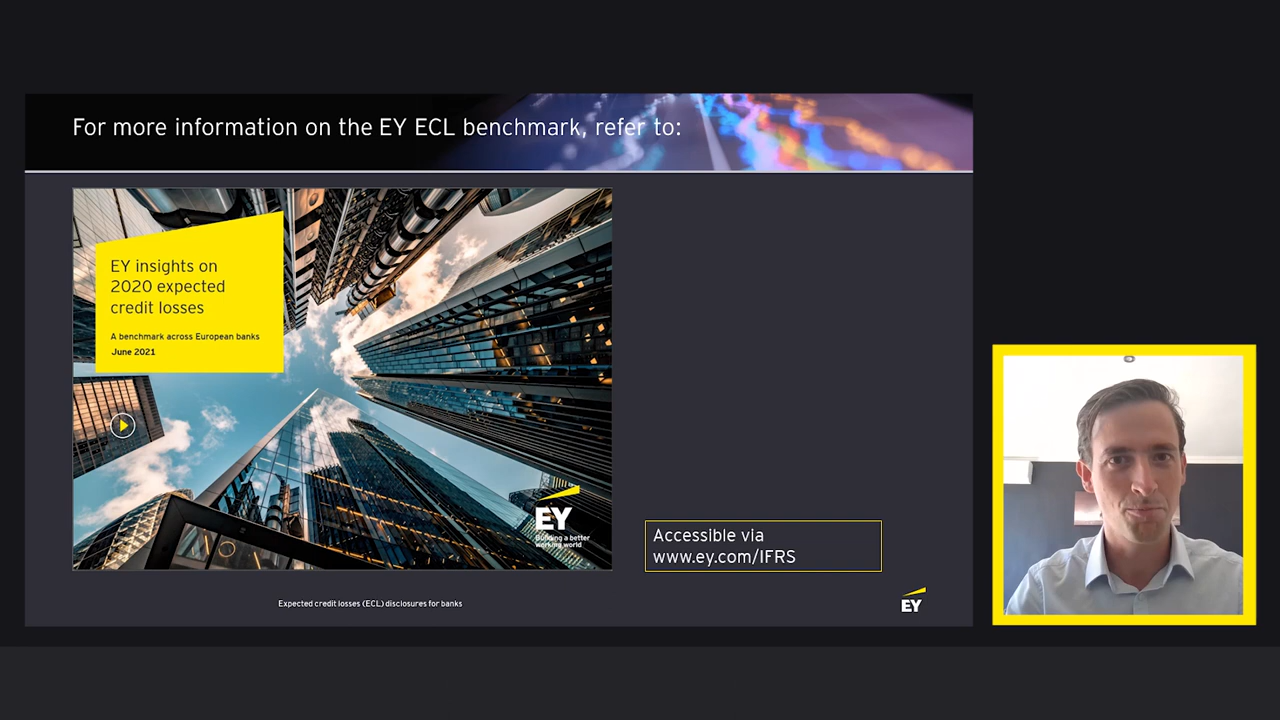 For more information on the EY ECL benchmark, refer to:
EY insights on
2020 expected
credit losses
A benchmark across European banks
June 2021
EY
Building a better
working world
Accessible via
www.ey.com/IFRS
Expected credit losses (ECL) disclosures for banks
EY